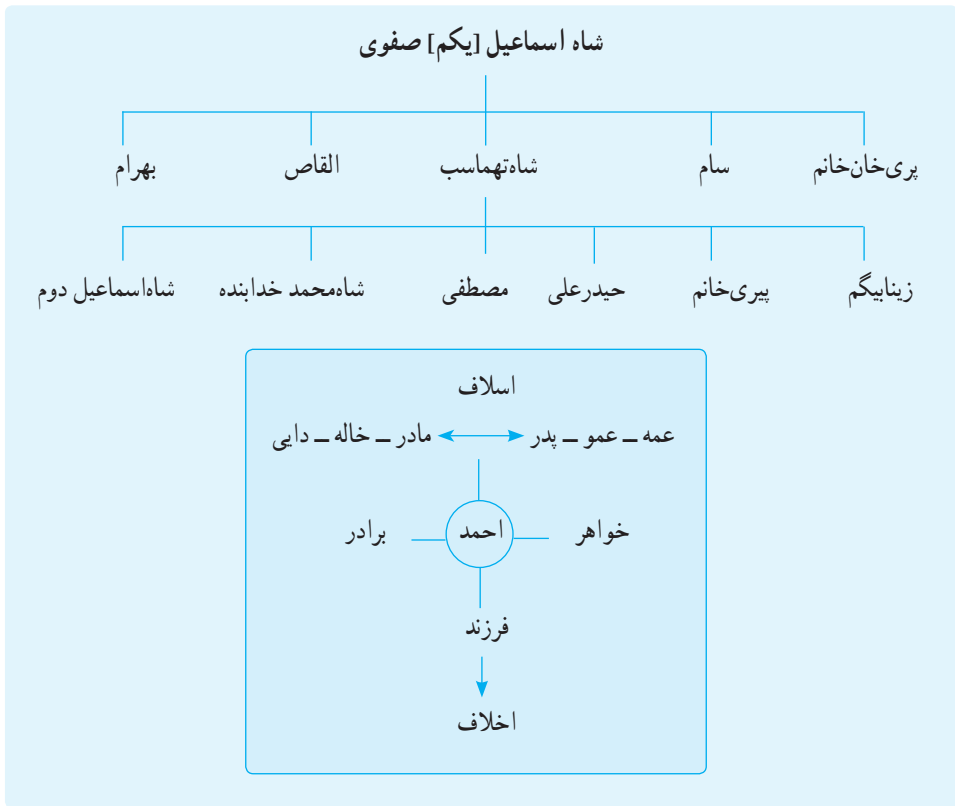 شاه اسماعیل [یکم] صفوی
پری‌خان‌خانم سام شاه‌تهماسب القاص بهرام
زینابیگم پیری‌خانم حیدرعلی مصطفی شاه‌محمد خدابنده شاه‌اسماعیل دوم
اسلاف
عمه ــ عمو ــ پدر مادر ــ خاله ــ دایی
خواهر احمد برادر
فرزند
اخلاف